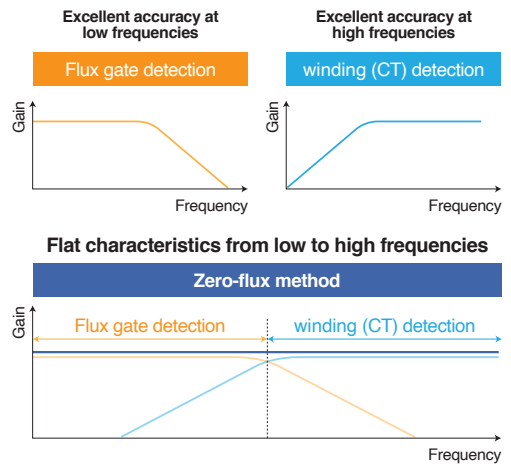 Excellent accuracy at
low frequencies
Flux gate detection
Gain
Frequency
Excellent accuracy at
high frequencies
winding (CT) detection
Gain
Frequency
Flat characteristics from low to high frequencies
Zero-flux method
Gain
Flux gate detection
winding (CT) detection
Frequency